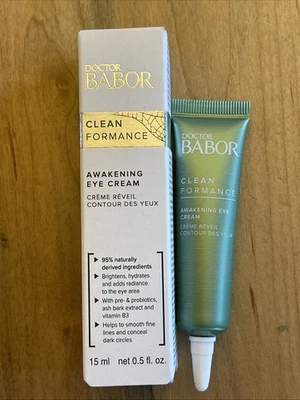 DOCTOR
BABOR
CLEAN
FORMANCE
AWAKENING
EYE CREAM
CRÈME RÉVEIL
CONTOUR DES YEUX
95% naturally
derived ingredients
Brightens, hydrates
and adds radiance
to the eye area
With pre- & probiotics,
ash bark extract and
vitamin B3
Helps to smooth fine
lines and conceal
dark circles
15 ml net 0.5 fl. oz.
DOCTOR
BABOR
CLEAN
FORMANCE
AWAKENING EYE
CREAM
CRÈME RÉVEIL
CONTOUR DES YEUX